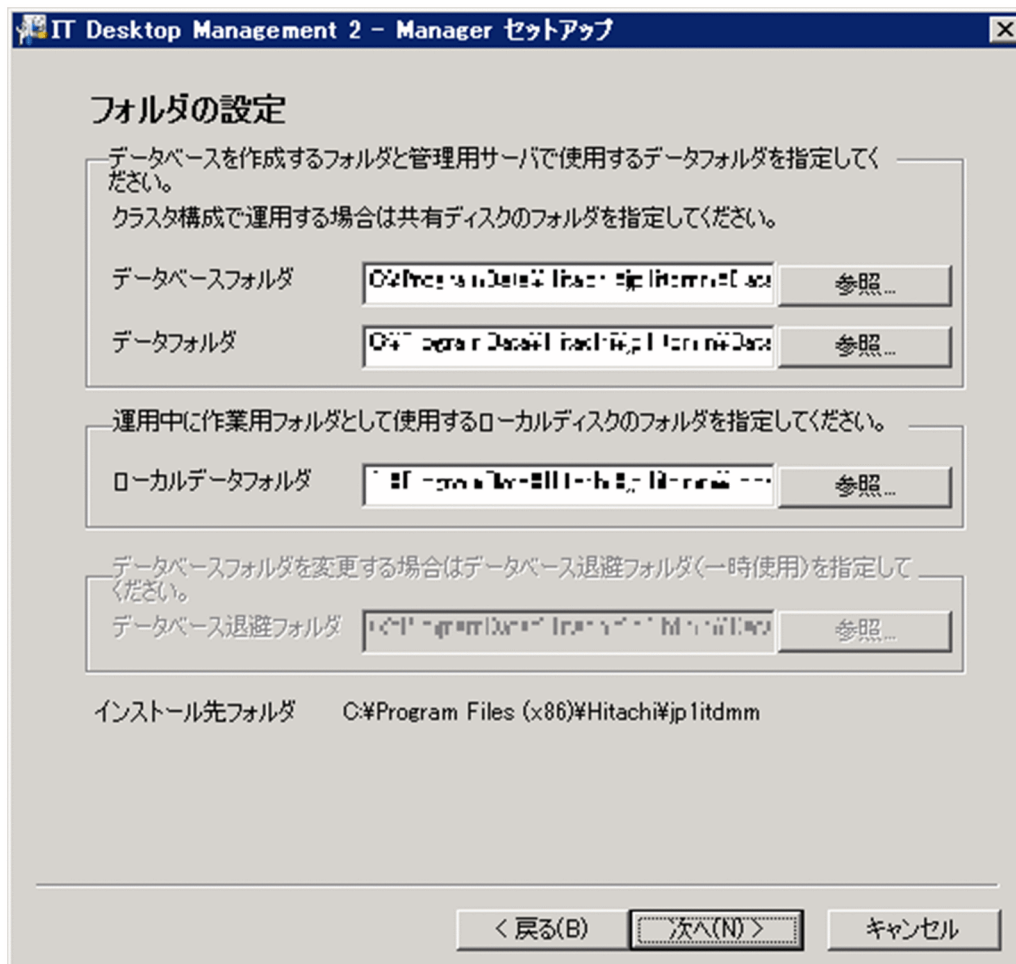 IT Desktop Management 2 - Manager セットアップ
フォルダの設定
データベースを作成するフォルダと管理用サーバで使用するデータフォルダを指定してく
ださい。
クラスタ構成で運用する場合は共有ディスクのフォルダを指定してください。
データベースフォルダ
参照...
データフォルダ
参照...
運用中に作業用フォルダとして使用するローカルディスクのフォルダを指定してください。
ローカルデータフォルダ
参照...
データベースフォルダを変更する場合はデータベース退避フォルダ(一時使用)を指定して
ください。
データベース退避フォルダ
参照...
インストール先フォルダ C:¥Program Files (x86)¥Hitachi¥jp1itdmm
< 戻る(B) 次へ(N) > キャンセル